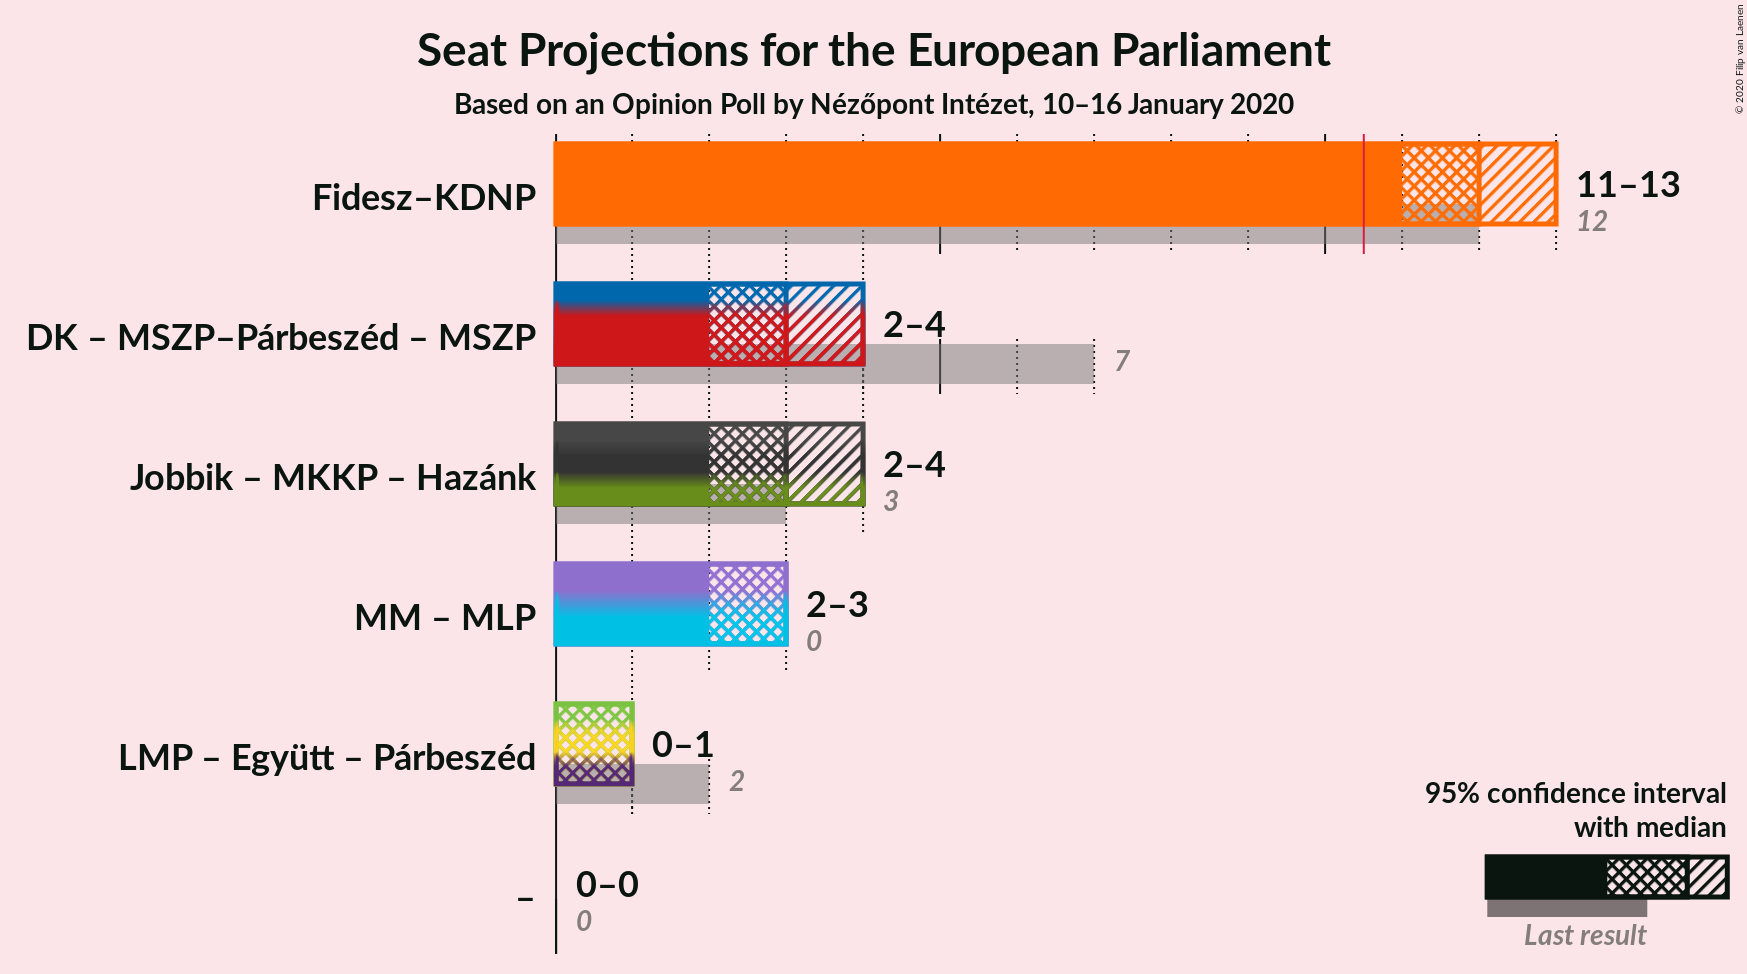 Seat Projections for the European Parliament
Based on an Opinion Poll by Nézőpont Intézet, 10–16 January 2020
© 2020 Filip van Laenen
Fidesz–KDNP
11–13
12
DK – MSZP–Párbeszéd – MSZP
2–4
7
Jobbik – MKKP – Hazánk
2–4
3
MM – MLP
2–3
0
LMP – Együtt – Párbeszéd
0–1
2
–
0–0
0
95% confidence interval
with median
Last result